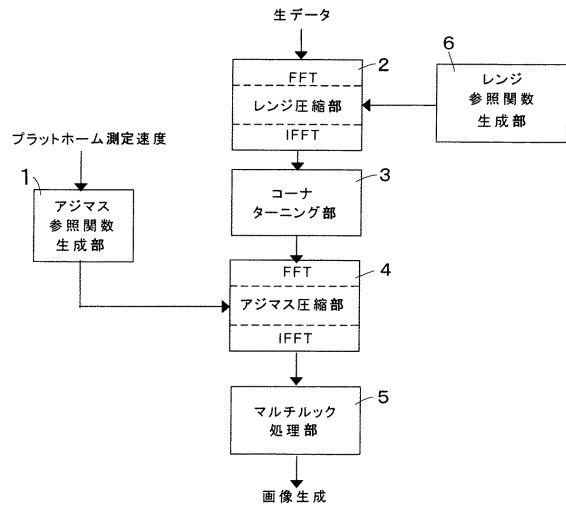 生データ
2
FFT
レンジ圧縮部
IFFT
6
レンジ
参照関数
生成部
プラットホーム測定速度
1
アジマス
参照関数
生成部
3
コーナ
ターニング部
4
FFT
アジマス圧縮部
IFFT
5
マルチルック
処理部
画像生成